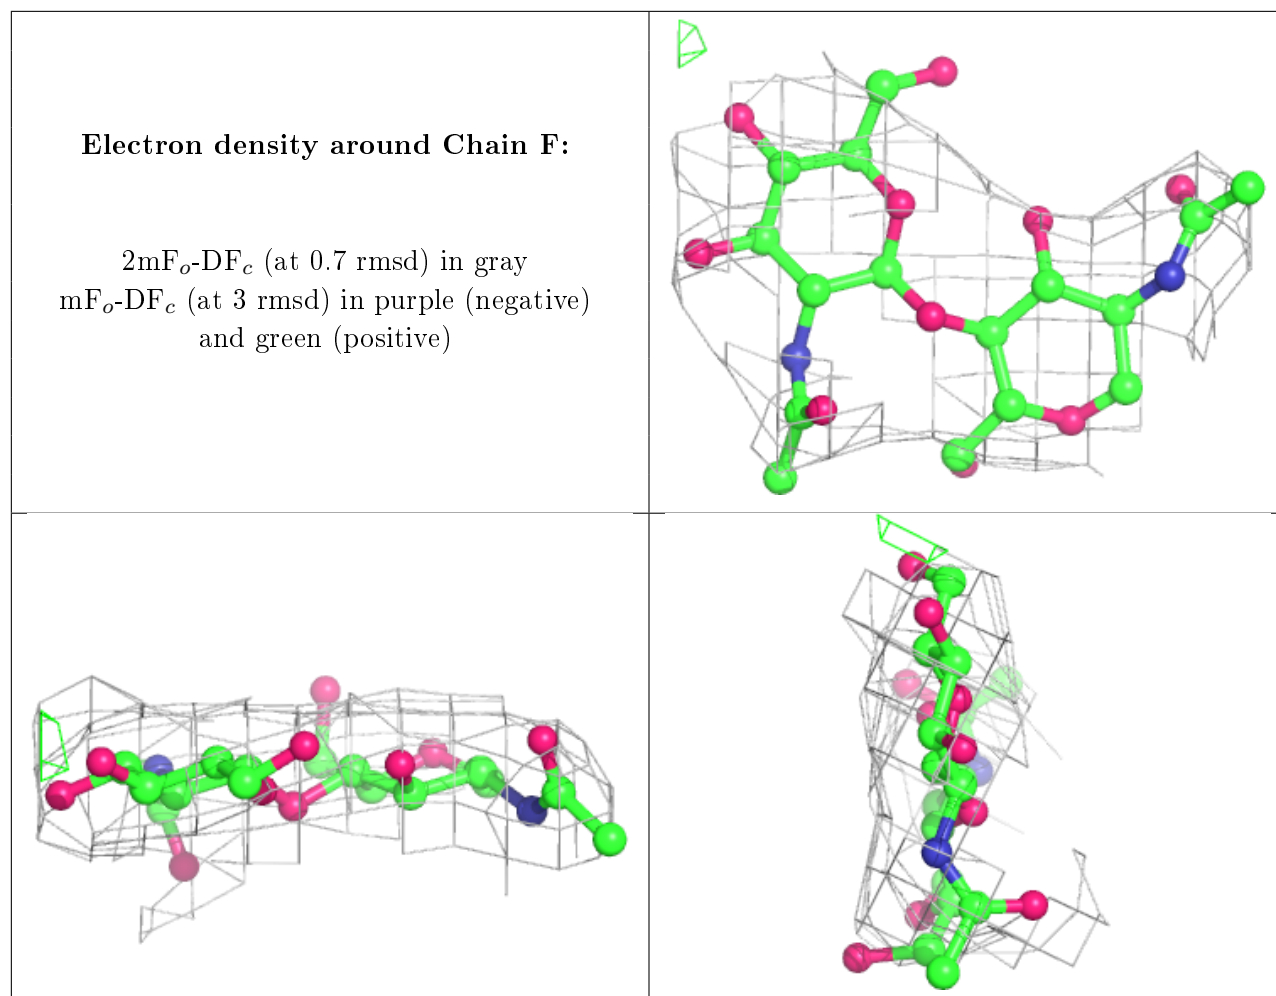 Electron density around Chain F:
2mFₒ-DF𝒸 (at 0.7 rmsd) in gray
mFₒ-DF𝒸 (at 3 rmsd) in purple (negative)
and green (positive)